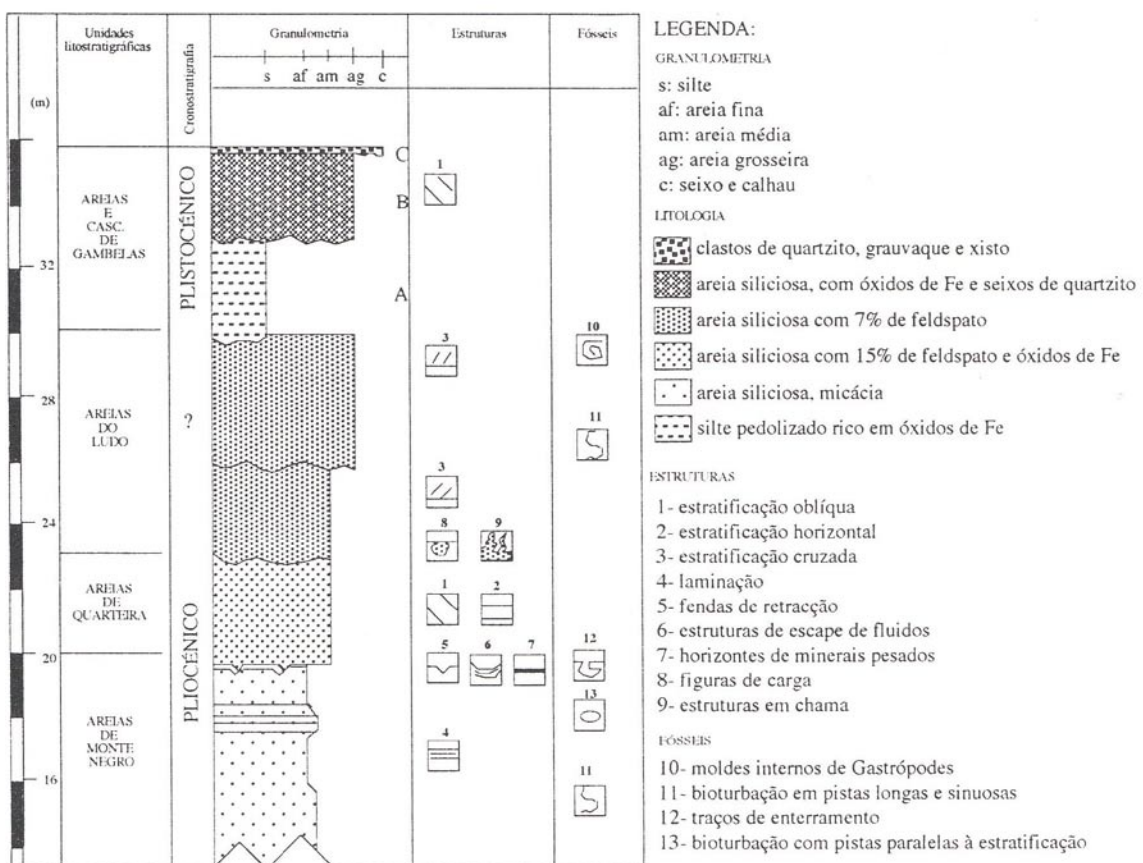 Unidades
litostratigráficas
Cronostratigrafia
Granulometria
Estruturas
Fósseis
s af am ag c
(m)
C
1
AREIAS
E
CASC.
DE
GAMBELAS
PLISTOCÉNICO
B
32
A
10
3
28
AREIAS
DO
LUDO
?
11
3
24
8 9
AREIAS
DE
QUARTEIRA
1 2
PLIOCÉNICO
20
5 6 7
12
13
AREIAS
DE
MONTE
NEGRO
4
16
11
LEGENDA:
GRANULOMETRIA
s: silte
af: areia fina
am: areia média
ag: areia grosseira
c: seixo e calhau
LITOLOGIA
clastos de quartzito, grauvaque e xisto
areia siliciosa, com óxidos de Fe e seixos de quartzito
areia siliciosa com 7% de feldspato
areia siliciosa com 15% de feldspato e óxidos de Fe
areia siliciosa, micácia
silte pedolizado rico em óxidos de Fe
ESTRUTURAS
1- estratificação oblíqua
2- estratificação horizontal
3- estratificação cruzada
4- laminação
5- fendas de retracção
6- estruturas de escape de fluidos
7- horizontes de minerais pesados
8- figuras de carga
9- estruturas em chama
FÓSSEIS
10- moldes internos de Gastrópodes
11- bioturbação em pistas longas e sinuosas
12- traços de enterramento
13- bioturbação com pistas paralelas à estratificação